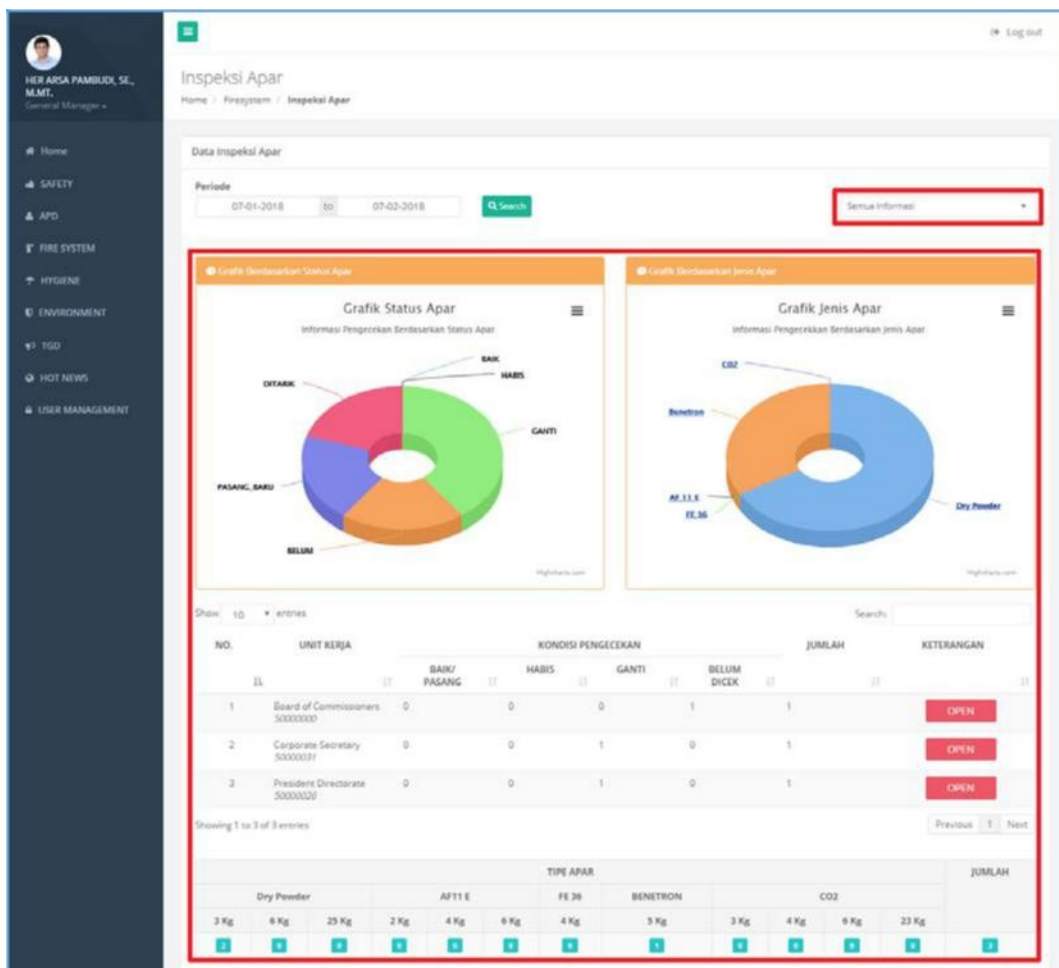 Log out
HER ARSA PAMBUDI, SE., M.MT.
General Manager
Inspeksi Apar
Home / Firesystem / Inspeksi Apar
Home
SAFETY
APD
FIRE SYSTEM
HYGIENE
ENVIRONMENT
TGD
HOT NEWS
USER MANAGEMENT
Data Inspeksi Apar
Periode
07-01-2018 to 07-02-2018 Search Semua Informasi
Grafik Berdasarkan Status Apar
Grafik Status Apar
Informasi Pengecekan Berdasarkan Status Apar
BAIK
HABIS
DITARIK
GANTI
PASANG_BARU
BELUM
Highcharts.com
Grafik Berdasarkan Jenis Apar
Grafik Jenis Apar
Informasi Pengecekkan Berdasarkan Jenis Apar
CO2
Benetron
AF 11 E
FE 36
Dry Powder
Highcharts.com
Show 10 entries Search:
NO. UNIT KERJA KONDISI PENGECEKAN JUMLAH KETERANGAN
BAIK/ HABIS GANTI BELUM
PASANG DICEK
1 Board of Commissioners 0 0 0 1 1 OPEN
50000000
2 Corporate Secretary 0 0 1 0 1 OPEN
50000031
3 President Directorate 0 0 1 0 1 OPEN
50000026
Showing 1 to 3 of 3 entries Previous 1 Next
TIPE APAR JUMLAH
Dry Powder AF11 E FE 36 BENETRON CO2
3 Kg 6 Kg 25 Kg 2 Kg 4 Kg 6 Kg 4 Kg 5 Kg 3 Kg 4 Kg 6 Kg 23 Kg